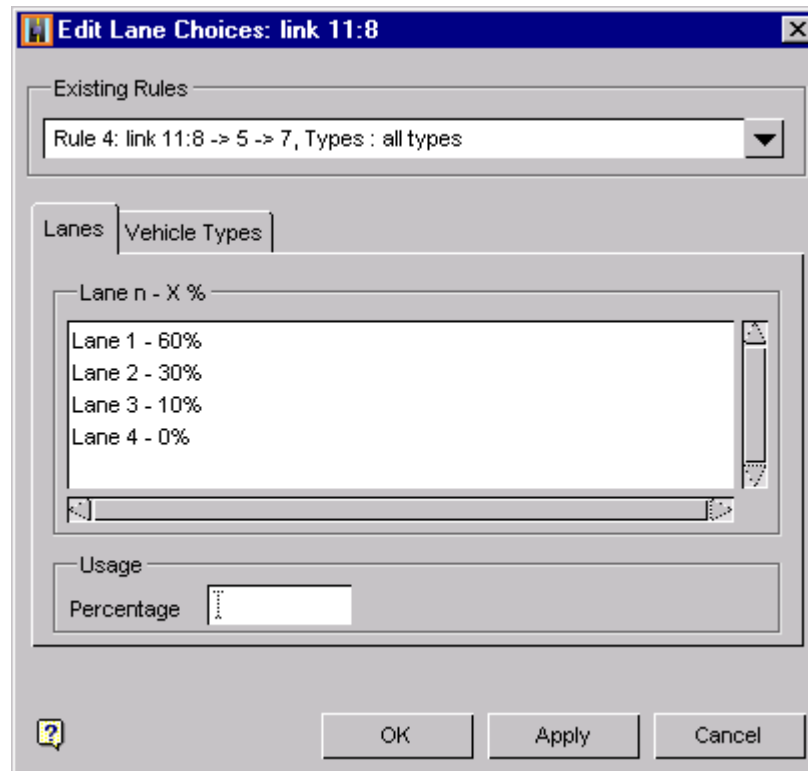 Edit Lane Choices: link 11:8
Existing Rules
Rule 4: link 11:8 -> 5 -> 7, Types : all types
Lanes
Vehicle Types
Lane n - X %
Lane 1 - 60%
Lane 2 - 30%
Lane 3 - 10%
Lane 4 - 0%
Usage
Percentage
?
OK
Apply
Cancel